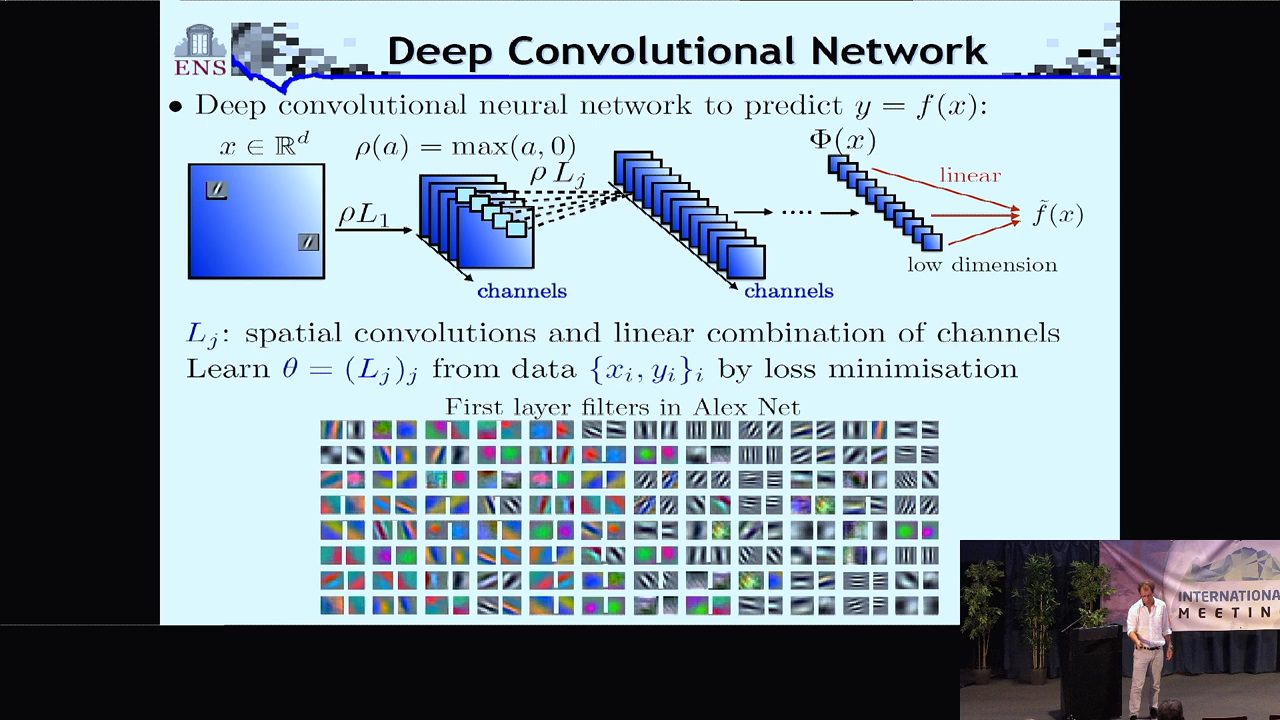 ENS
Deep Convolutional Network
• Deep convolutional neural network to predict y = f(x):
x ∈ ℝ^d
ρ(a) = max(a, 0)
Φ(x)
ρL_1
ρ L_j
linear
f̃(x)
low dimension
channels
channels
L_j: spatial convolutions and linear combination of channels
Learn θ = (L_j)_j from data {x_i, y_i}_i by loss minimisation
First layer filters in Alex Net
INTERNATIONA
MEETIN